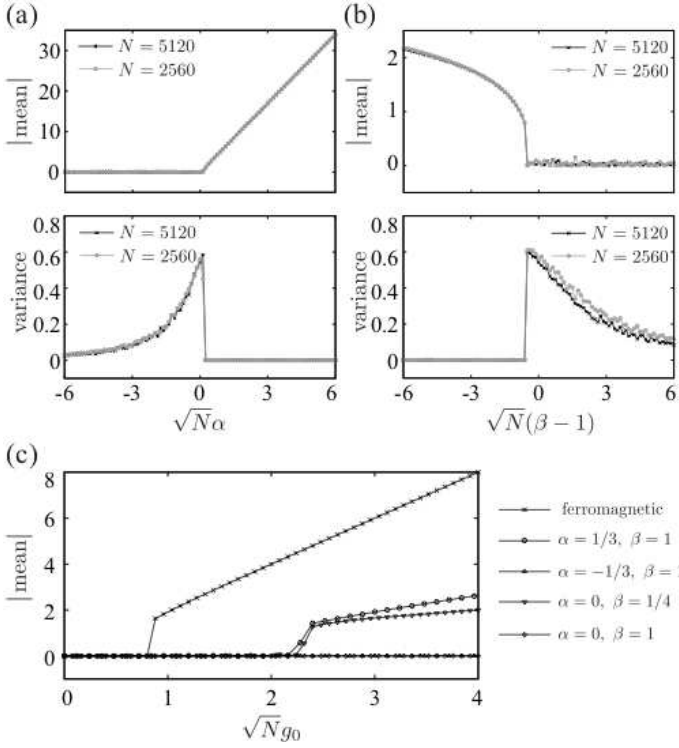 (a)
|mean|
30
20
10
0
N = 5120
N = 2560
variance
0.8
0.6
0.4
0.2
0
N = 5120
N = 2560
-6 -3 0 3 6
√Nα
(b)
|mean|
2
1
0
N = 5120
N = 2560
variance
0.8
0.6
0.4
0.2
0
N = 5120
N = 2560
-6 -3 0 3 6
√N(β − 1)
(c)
|mean|
8
6
4
2
0
0 1 2 3 4
√Ng₀
ferromagnetic
α = 1/3, β = 1
α = −1/3, β = 1
α = 0, β = 1/4
α = 0, β = 1